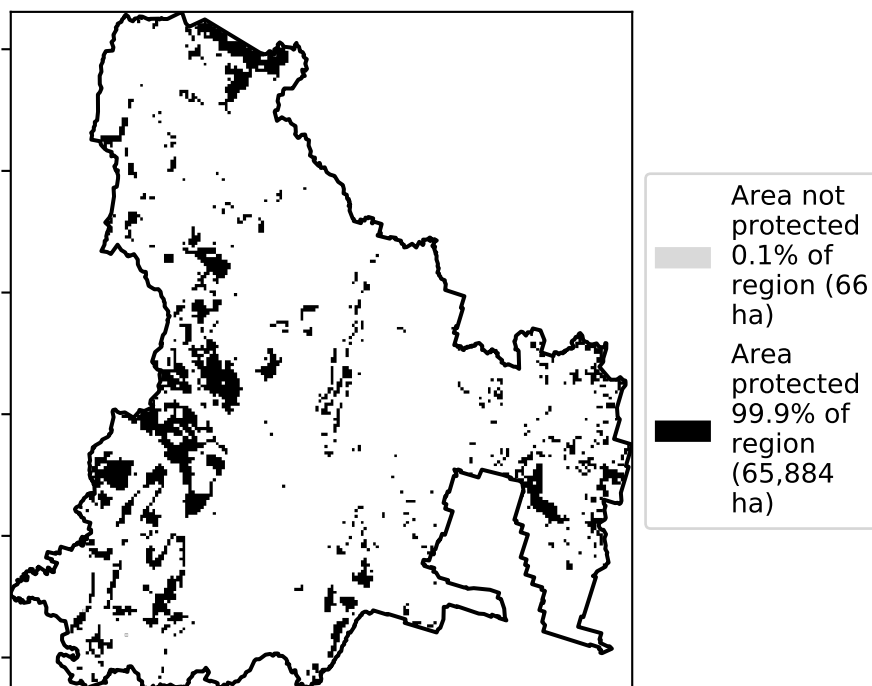 Area not
protected
0.1% of
region (66
ha)
Area
protected
99.9% of
region
(65,884
ha)